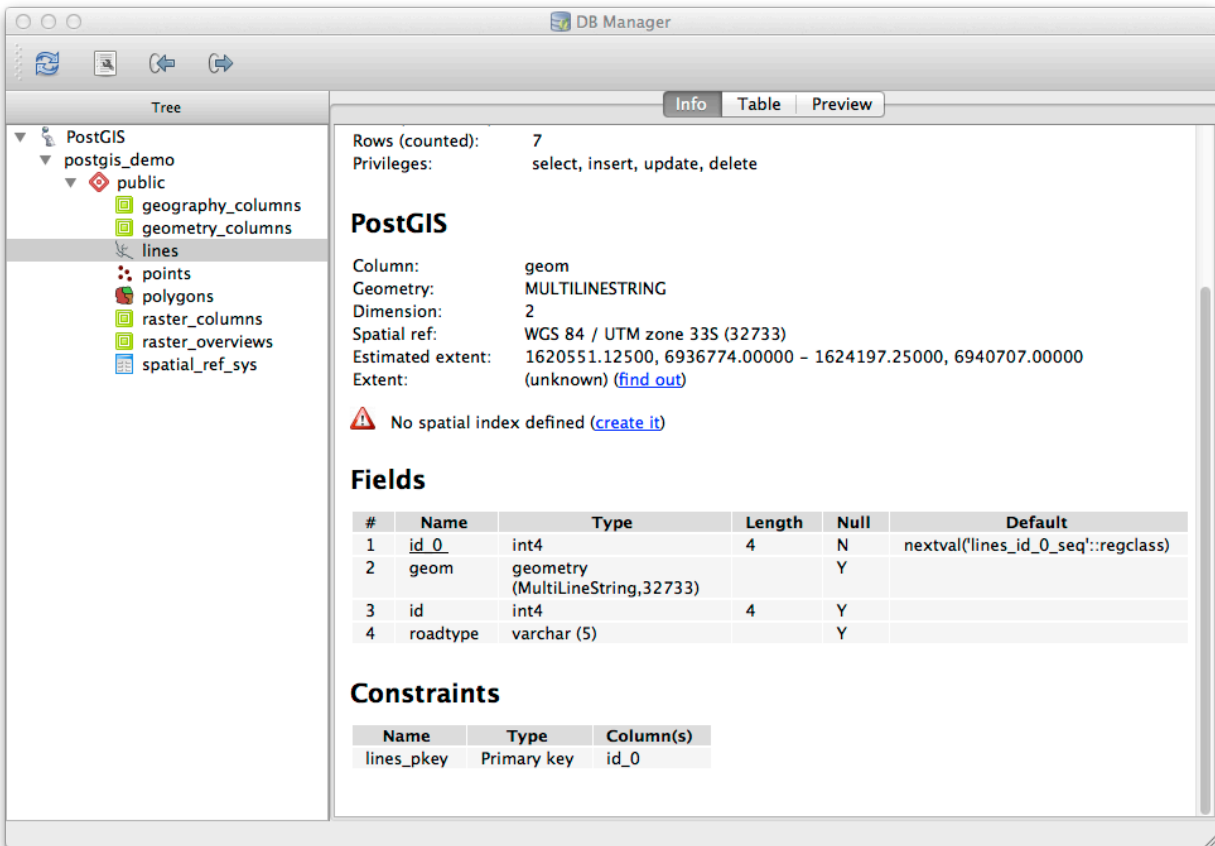 DB Manager
Tree
Info Table Preview
PostGIS
postgis_demo
public
geography_columns
geometry_columns
lines
points
polygons
raster_columns
raster_overviews
spatial_ref_sys
Rows (counted): 7
Privileges: select, insert, update, delete
PostGIS
Column: geom
Geometry: MULTILINESTRING
Dimension: 2
Spatial ref: WGS 84 / UTM zone 33S (32733)
Estimated extent: 1620551.12500, 6936774.00000 - 1624197.25000, 6940707.00000
Extent: (unknown) (find out)
No spatial index defined (create it)
Fields
# Name Type Length Null Default
1 id_0 int4 4 N nextval('lines_id_0_seq'::regclass)
2 geom geometry Y
(MultiLineString,32733)
3 id int4 4 Y
4 roadtype varchar (5) Y
Constraints
Name Type Column(s)
lines_pkey Primary key id_0